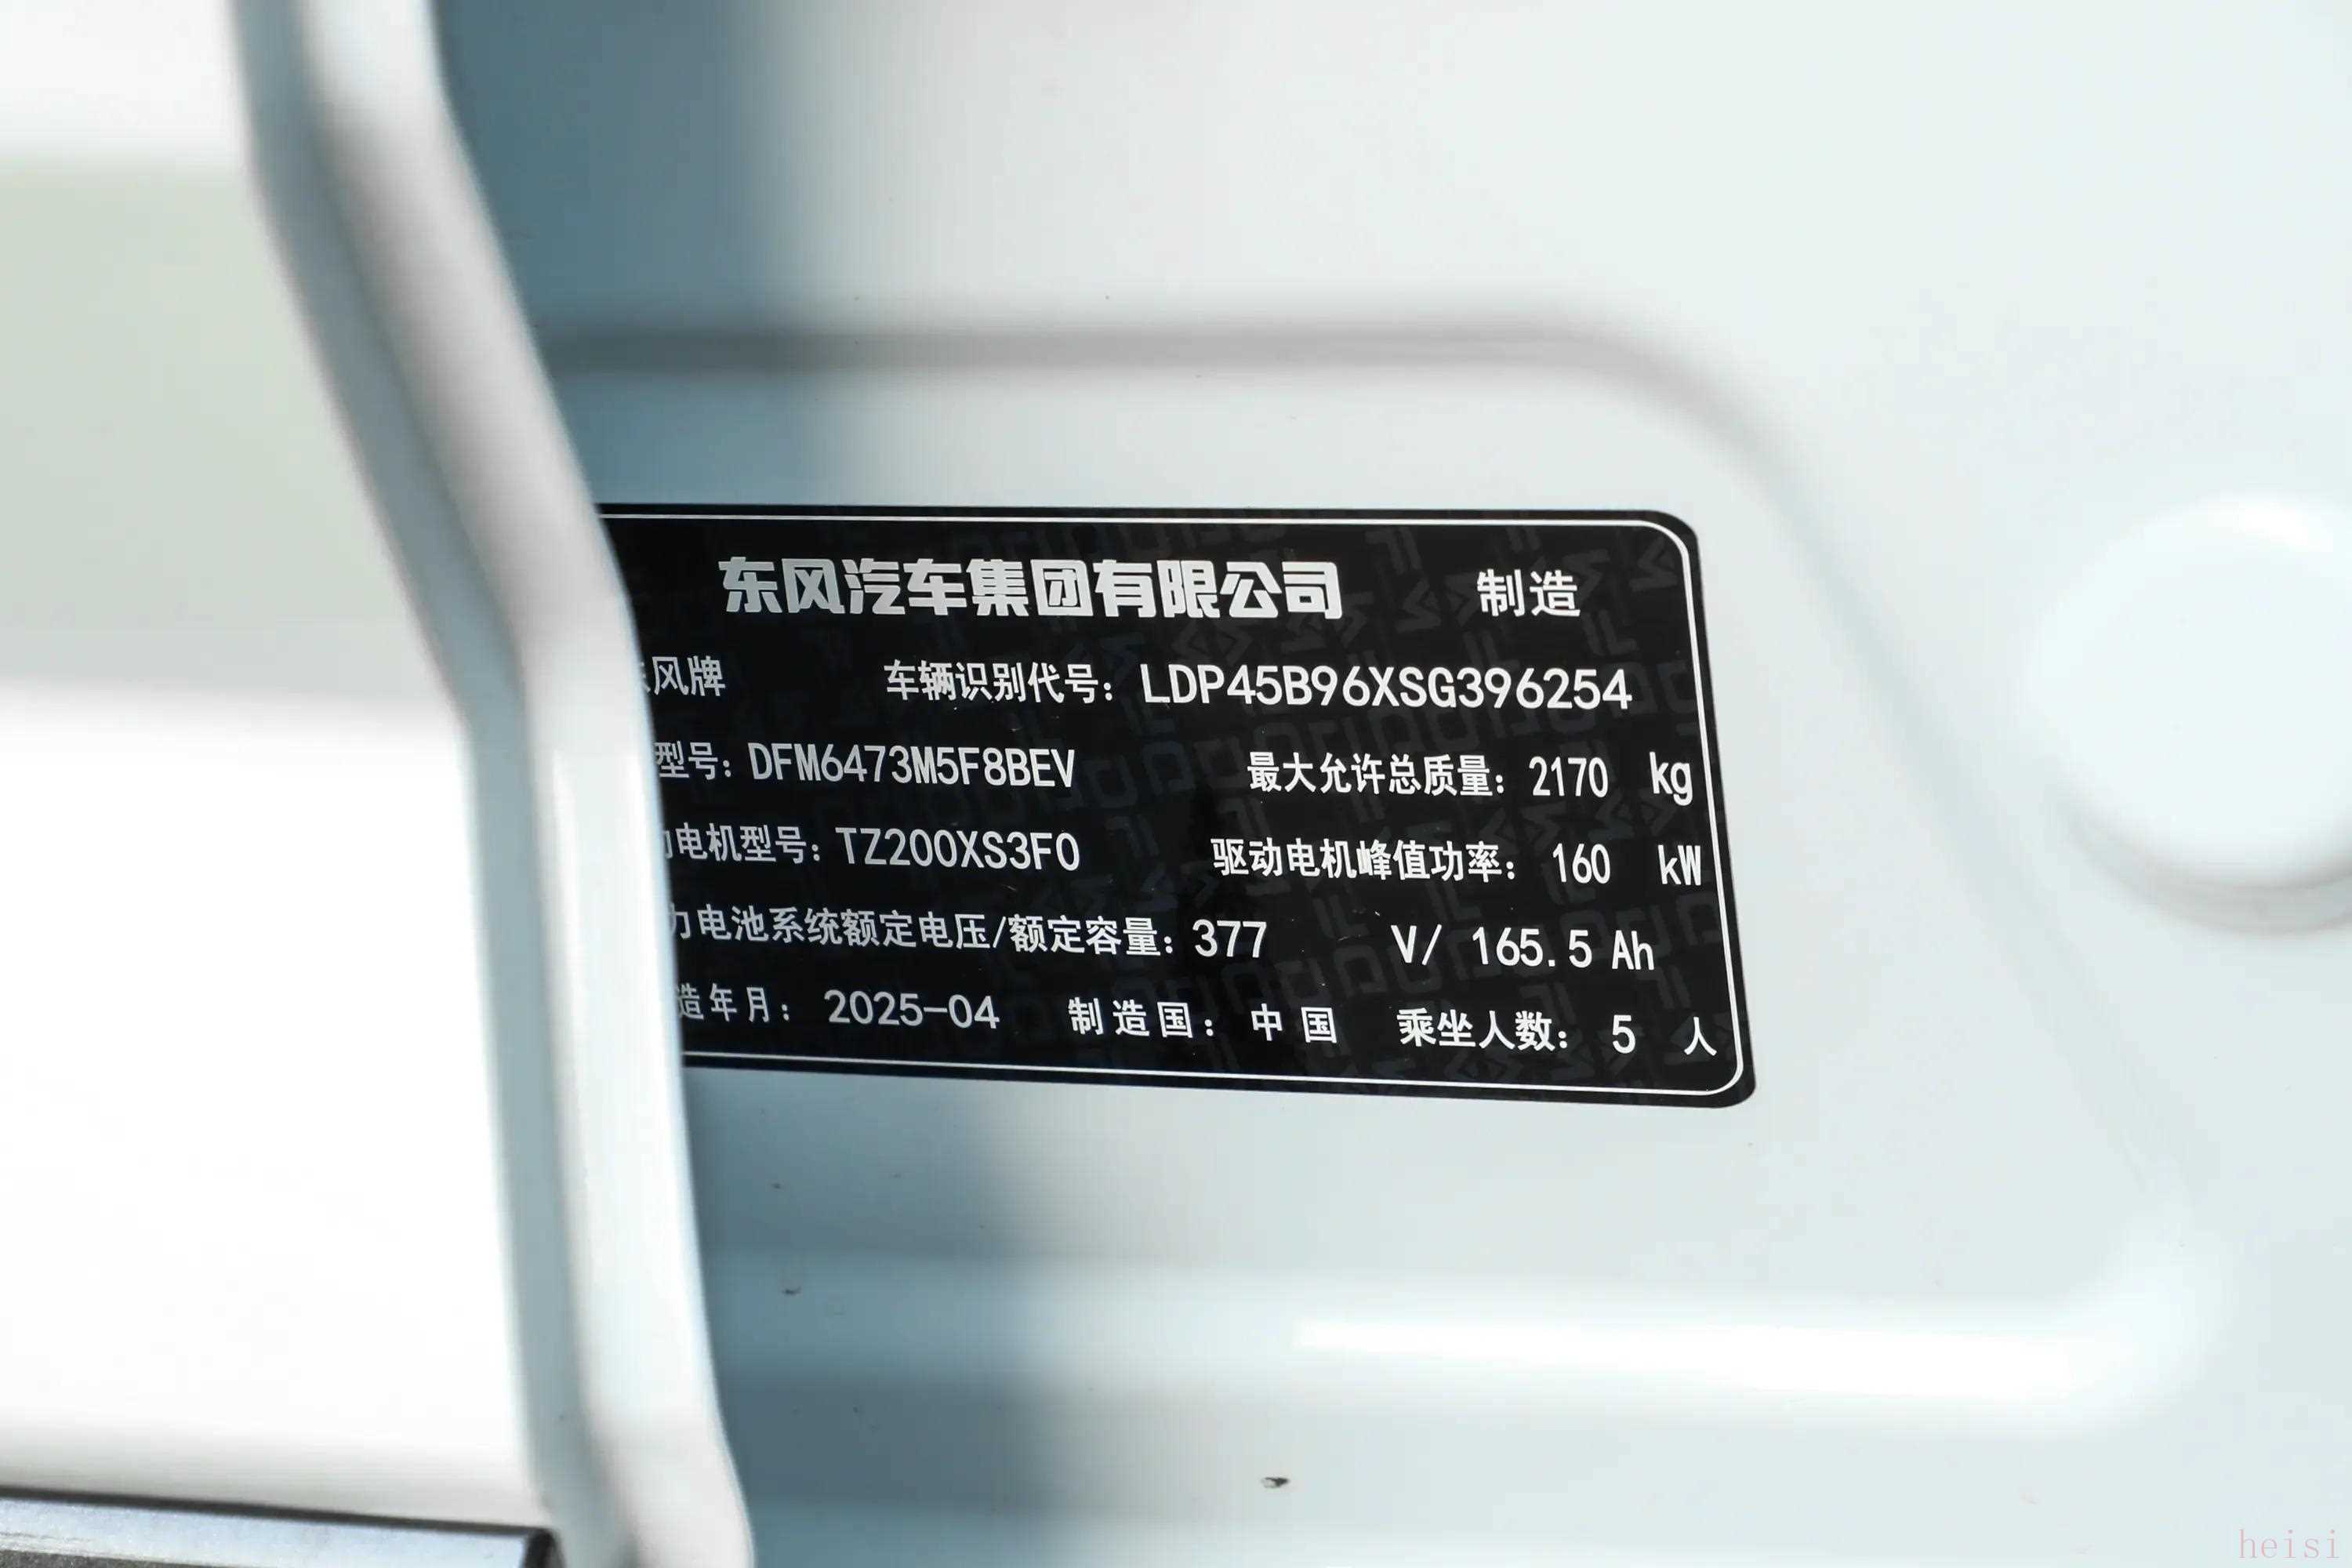 东风汽车集团有限公司 制造
风牌 车辆识别代号: LDP45B96XSG396254
型号: DFM6473M5F8BEV 最大允许总质量: 2170 kg
电机型号: TZ200XS3F0 驱动电机峰值功率: 160 kW
力电池系统额定电压/额定容量: 377 V/ 165.5 Ah
造年月: 2025-04 制造国: 中国 乘坐人数: 5 人
heisi